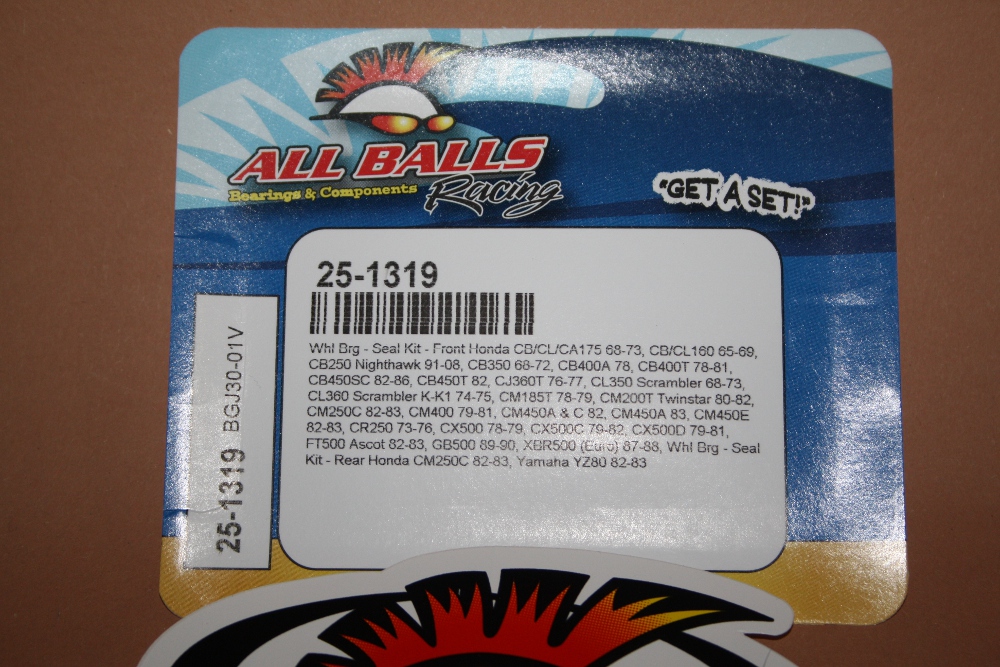 ALL BALLS
Racing
Bearings & Components
"GET A SET!"
25-1319
Whl Brg - Seal Kit - Front Honda CB/CL/CA175 68-73, CB/CL160 65-69,
CB250 Nighthawk 91-08, CB350 68-72, CB400A 78, CB400T 78-81,
CB450SC 82-86, CB450T 82, CJ360T 76-77, CL350 Scrambler 68-73,
CL360 Scrambler K-K1 74-75, CM185T 78-79, CM200T Twinstar 80-82,
CM250C 82-83, CM400 79-81, CM450A & C 82, CM450A 83, CM450E
82-83, CR250 73-76, CX500 78-79, CX500C 79-82, CX500D 79-81,
FT500 Ascot 82-83, GB500 89-90, XBR500 (Euro) 87-88, Whl Brg - Seal
Kit - Rear Honda CM250C 82-83, Yamaha YZ80 82-83
25-1319 BGJ30-01V